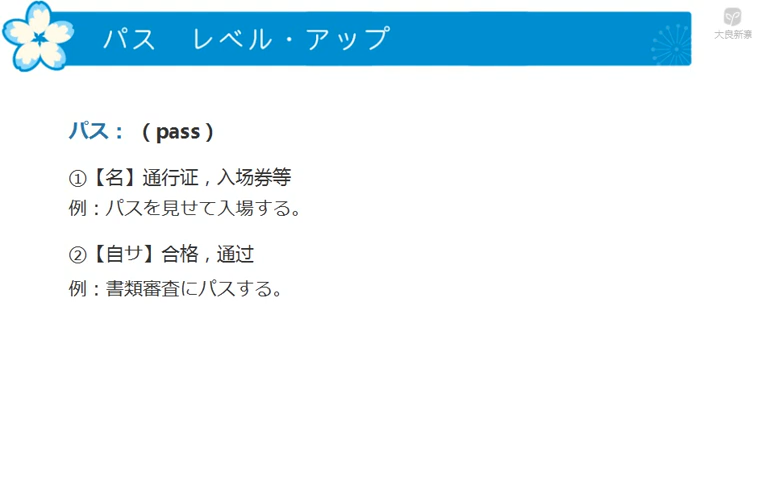 パス　レベル・アップ
大良新素
パス：（pass）
①【名】通行证，入场券等
例：パスを見せて入場する。
②【自サ】合格，通过
例：書類審査にパスする。